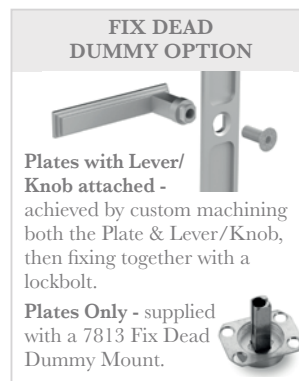 FIX DEAD
DUMMY OPTION
Plates with Lever/
Knob attached -
achieved by custom machining
both the Plate & Lever/Knob,
then fixing together with a
lockbolt.
Plates Only - supplied
with a 7813 Fix Dead
Dummy Mount.